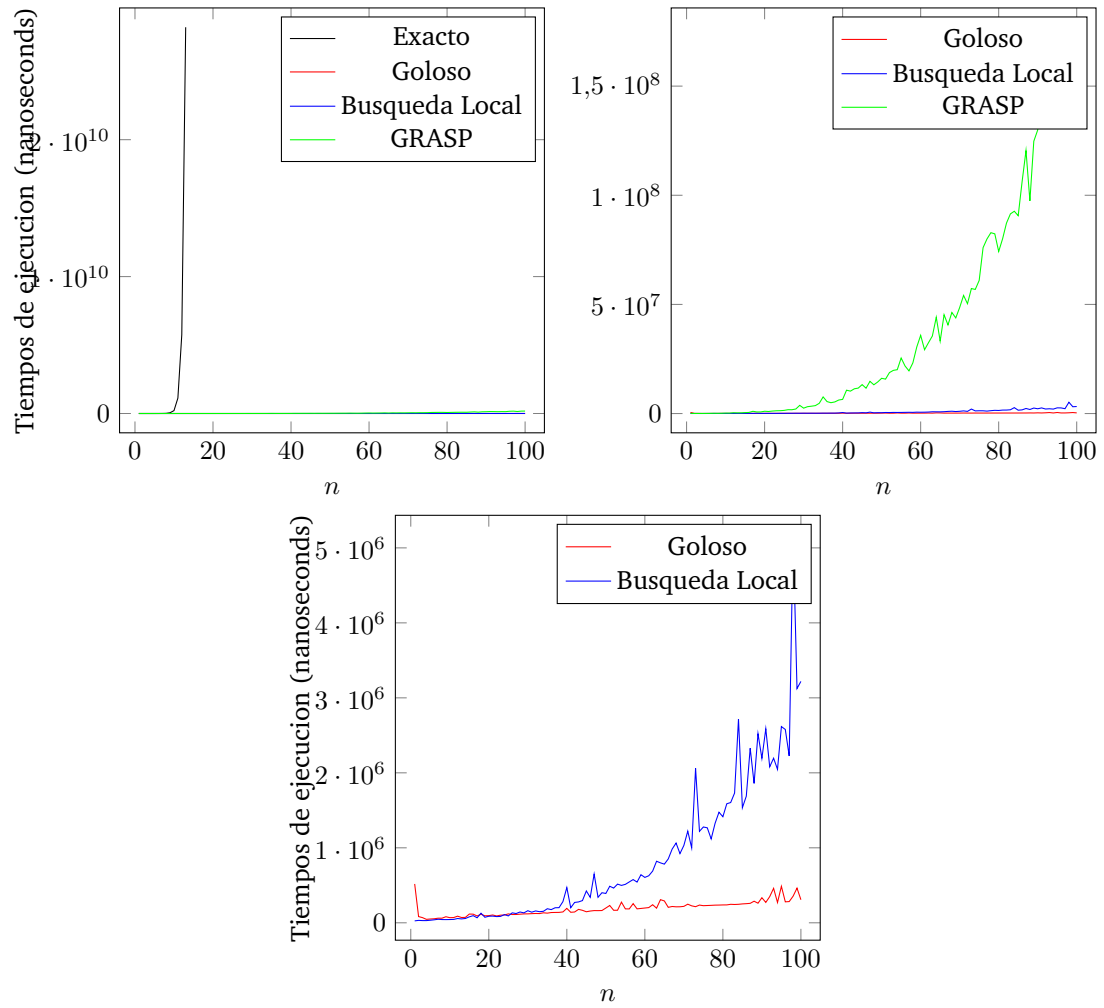 Exacto
Goloso
Busqueda Local
GRASP
Tiempos de ejecucion (nanoseconds)
2 · 10^10
1 · 10^10
0
0 20 40 60 80 100
n
Goloso
Busqueda Local
GRASP
1,5 · 10^8
1 · 10^8
5 · 10^7
0
0 20 40 60 80 100
n
Goloso
Busqueda Local
Tiempos de ejecucion (nanoseconds)
5 · 10^6
4 · 10^6
3 · 10^6
2 · 10^6
1 · 10^6
0
0 20 40 60 80 100
n